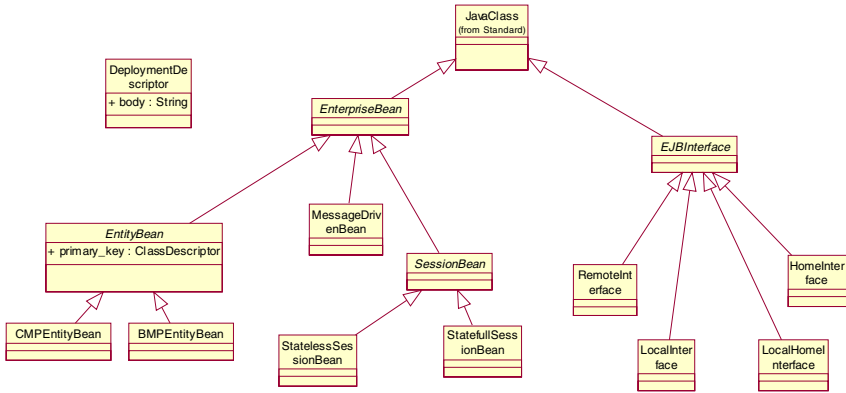 JavaClass
(from Standard)
DeploymentDe
scriptor
+ body : String
EnterpriseBean
EJBInterface
MessageDriv
enBean
EntityBean
+ primary_key : ClassDescriptor
SessionBean
RemoteInt
erface
HomeInter
face
CMPEntityBean
BMPEntityBean
StatelessSes
sionBean
StatefullSess
ionBean
LocalInter
face
LocalHomeI
nterface